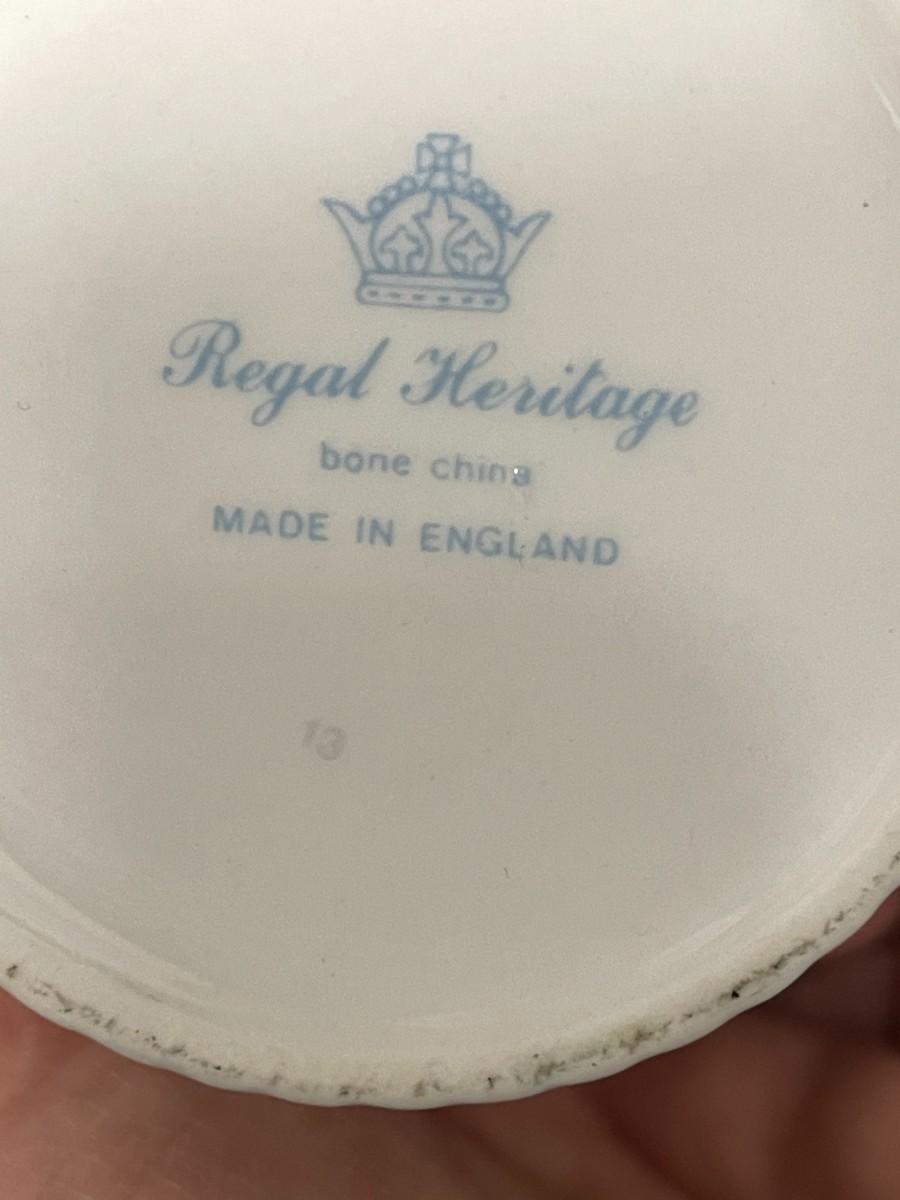 Regal Heritage
bone china
MADE IN ENGLAND
13